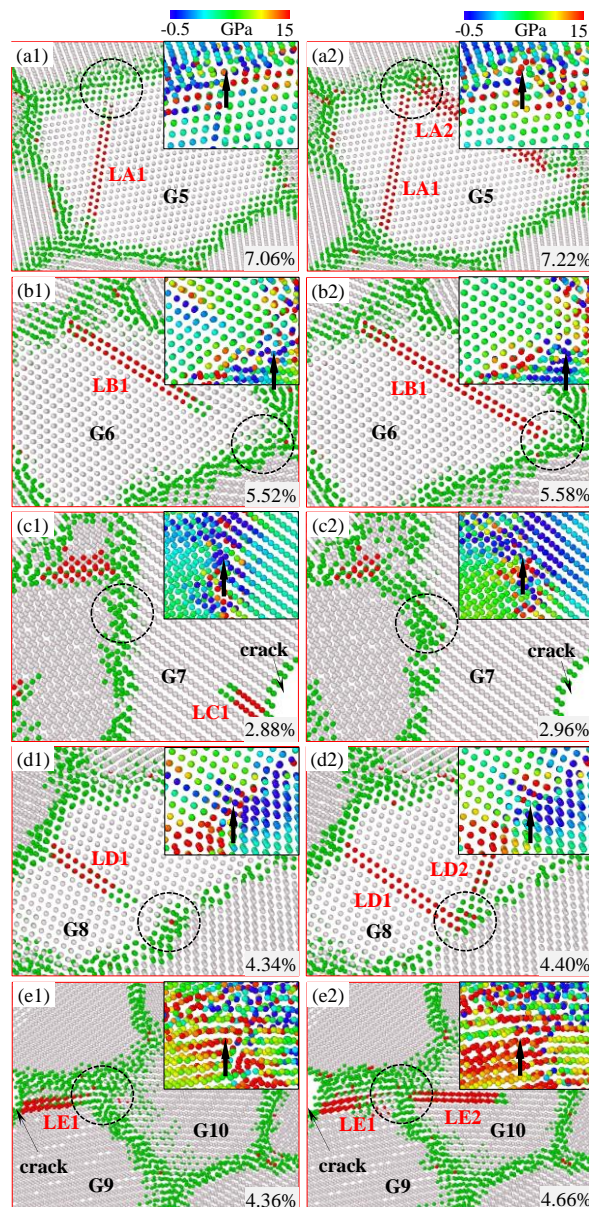 -0.5 GPa 15 -0.5 GPa 15
(a1) (a2)
LA1 G5 7.06%
LA2 LA1 G5 7.22%
(b1) (b2)
LB1 G6 5.52%
LB1 G6 5.58%
(c1) (c2)
crack G7 LC1 2.88%
crack G7 2.96%
(d1) (d2)
LD1 G8 4.34%
LD2 LD1 G8 4.40%
(e1) (e2)
LE1 G10 crack G9 4.36%
LE1 LE2 G10 crack G9 4.66%